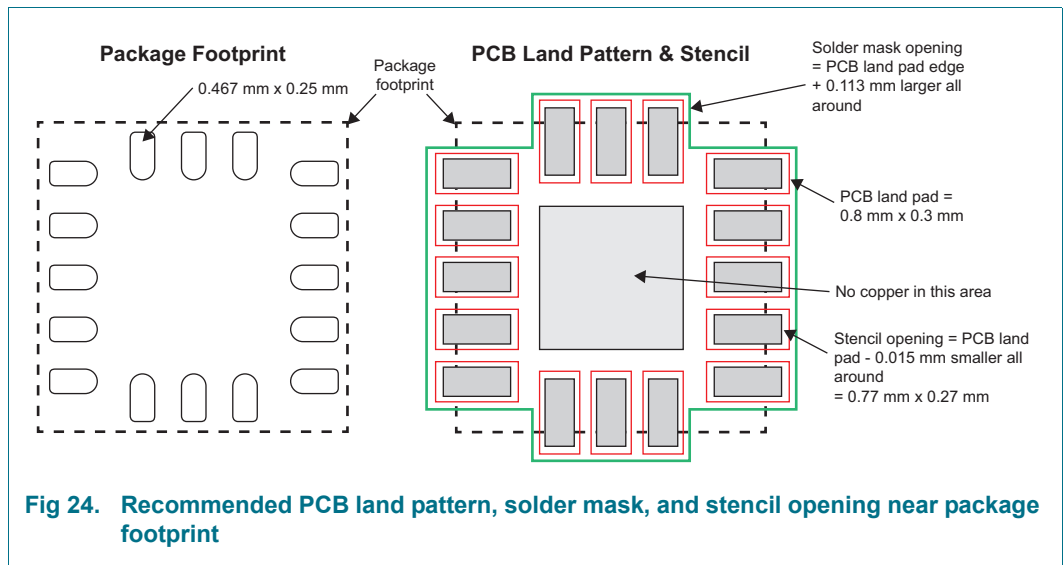 Package Footprint
0.467 mm x 0.25 mm
Package
footprint
PCB Land Pattern & Stencil
Solder mask opening
= PCB land pad edge
+ 0.113 mm larger all
around
PCB land pad =
0.8 mm x 0.3 mm
No copper in this area
Stencil opening = PCB land
pad - 0.015 mm smaller all
around
= 0.77 mm x 0.27 mm
Fig 24. Recommended PCB land pattern, solder mask, and stencil opening near package
footprint